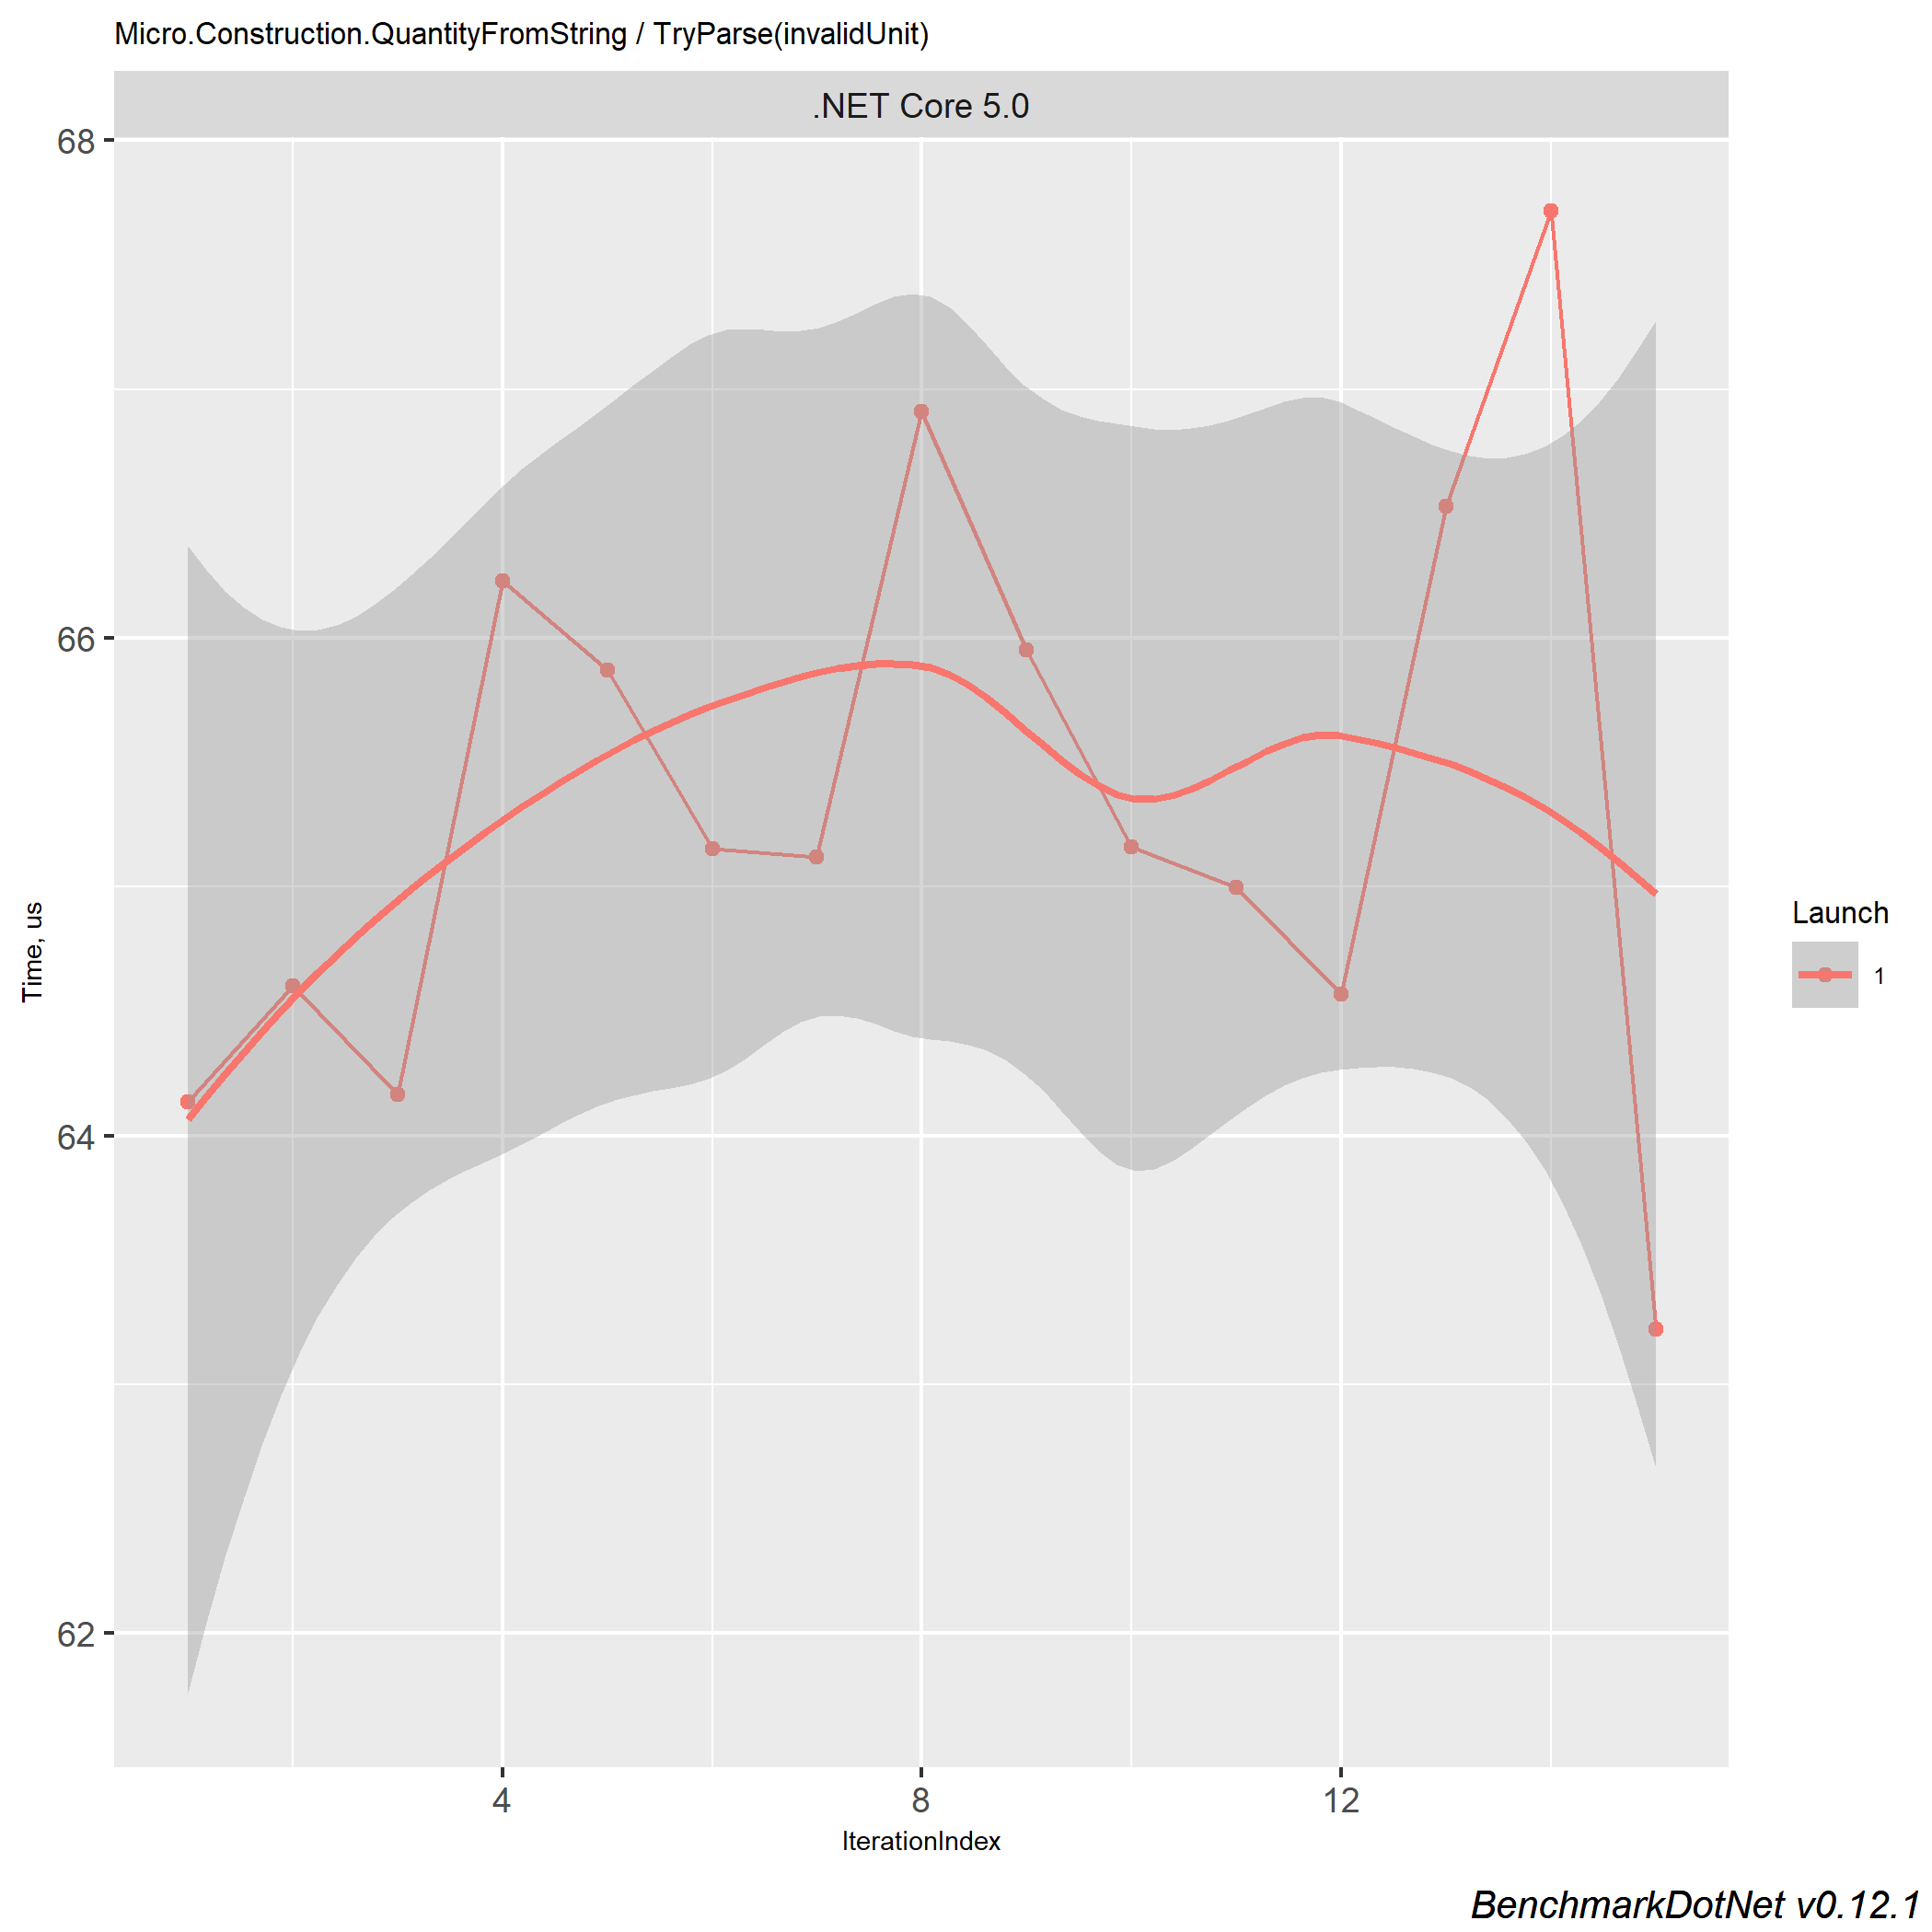 Micro.Construction.QuantityFromString / TryParse(invalidUnit)
.NET Core 5.0
68
66
64
62
Time, us
4
8
12
IterationIndex
Launch
1
BenchmarkDotNet v0.12.1